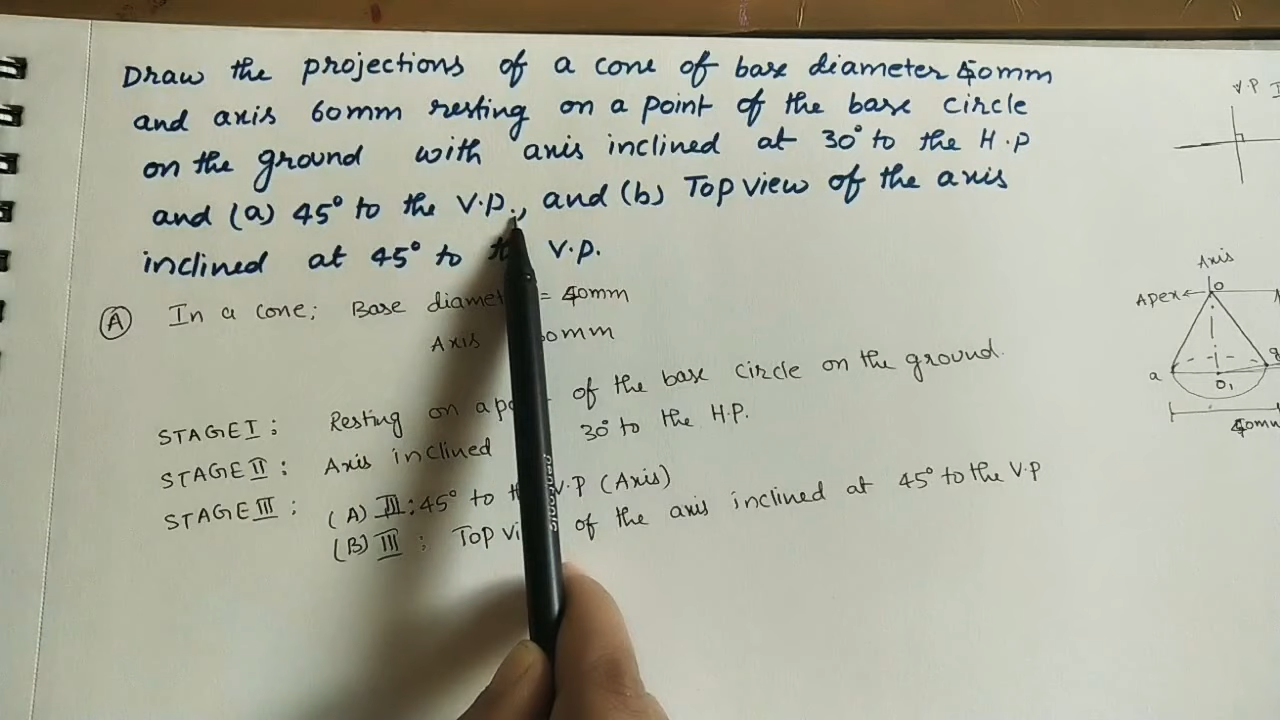 Draw the projections of a cone of base diameter 40mm
and axis 60mm resting on a point of the base circle
on the ground with axis inclined at 30° to the H.P
and (a) 45° to the V.P., and (b) Top view of the axis
inclined at 45° to V.P.
(A) In a cone; Base = 40mm
Axis
STAGE I : Resting on a of the base circle on the ground.
STAGE II : Axis inclined 30° to the H.P.
STAGE III : (A) III : 45° to V.P (Axis)
(B) III ; Top of the axis inclined at 45° to the V.P
V.P
Axis
Apex ← o
a o₁
40mm